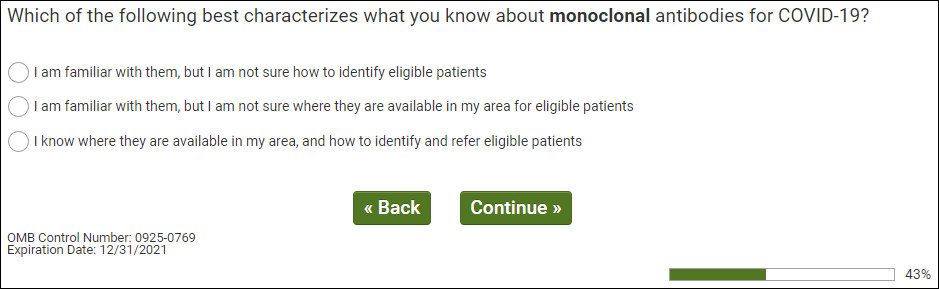 Which of the following best characterizes what you know about monoclonal antibodies for COVID-19?
I am familiar with them, but I am not sure how to identify eligible patients
I am familiar with them, but I am not sure where they are available in my area for eligible patients
I know where they are available in my area, and how to identify and refer eligible patients
« Back
Continue »
OMB Control Number: 0925-0769
Expiration Date: 12/31/2021
43%